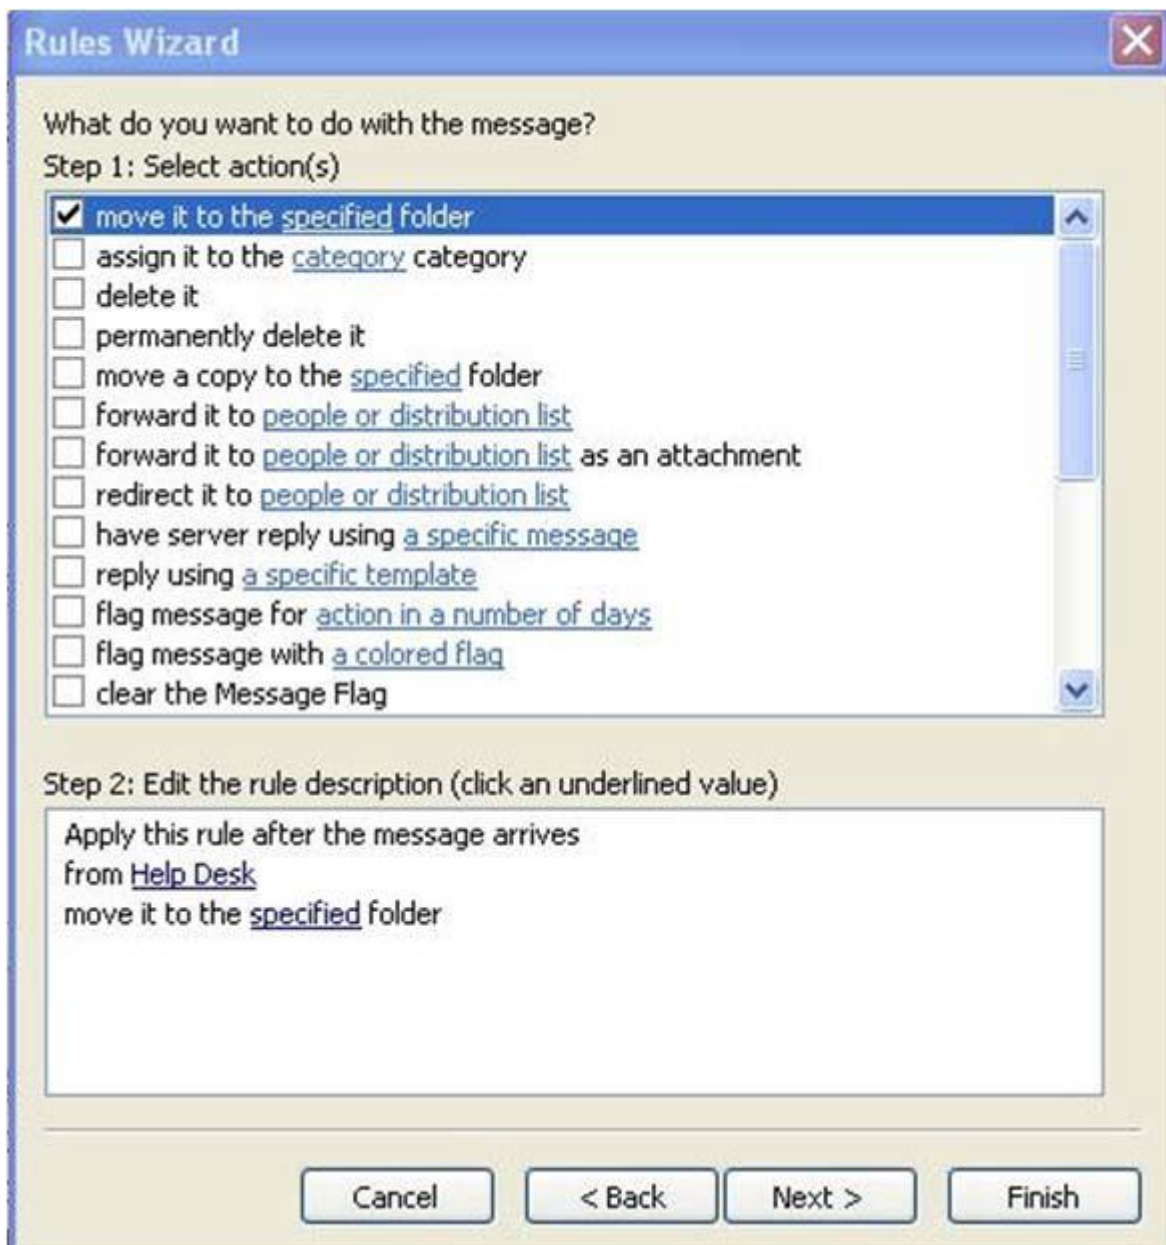 Rules Wizard
What do you want to do with the message?
Step 1: Select action(s)
move it to the specified folder
assign it to the category category
delete it
permanently delete it
move a copy to the specified folder
forward it to people or distribution list
forward it to people or distribution list as an attachment
redirect it to people or distribution list
have server reply using a specific message
reply using a specific template
flag message for action in a number of days
flag message with a colored flag
clear the Message Flag
Step 2: Edit the rule description (click an underlined value)
Apply this rule after the message arrives
from Help Desk
move it to the specified folder
Cancel < Back Next > Finish